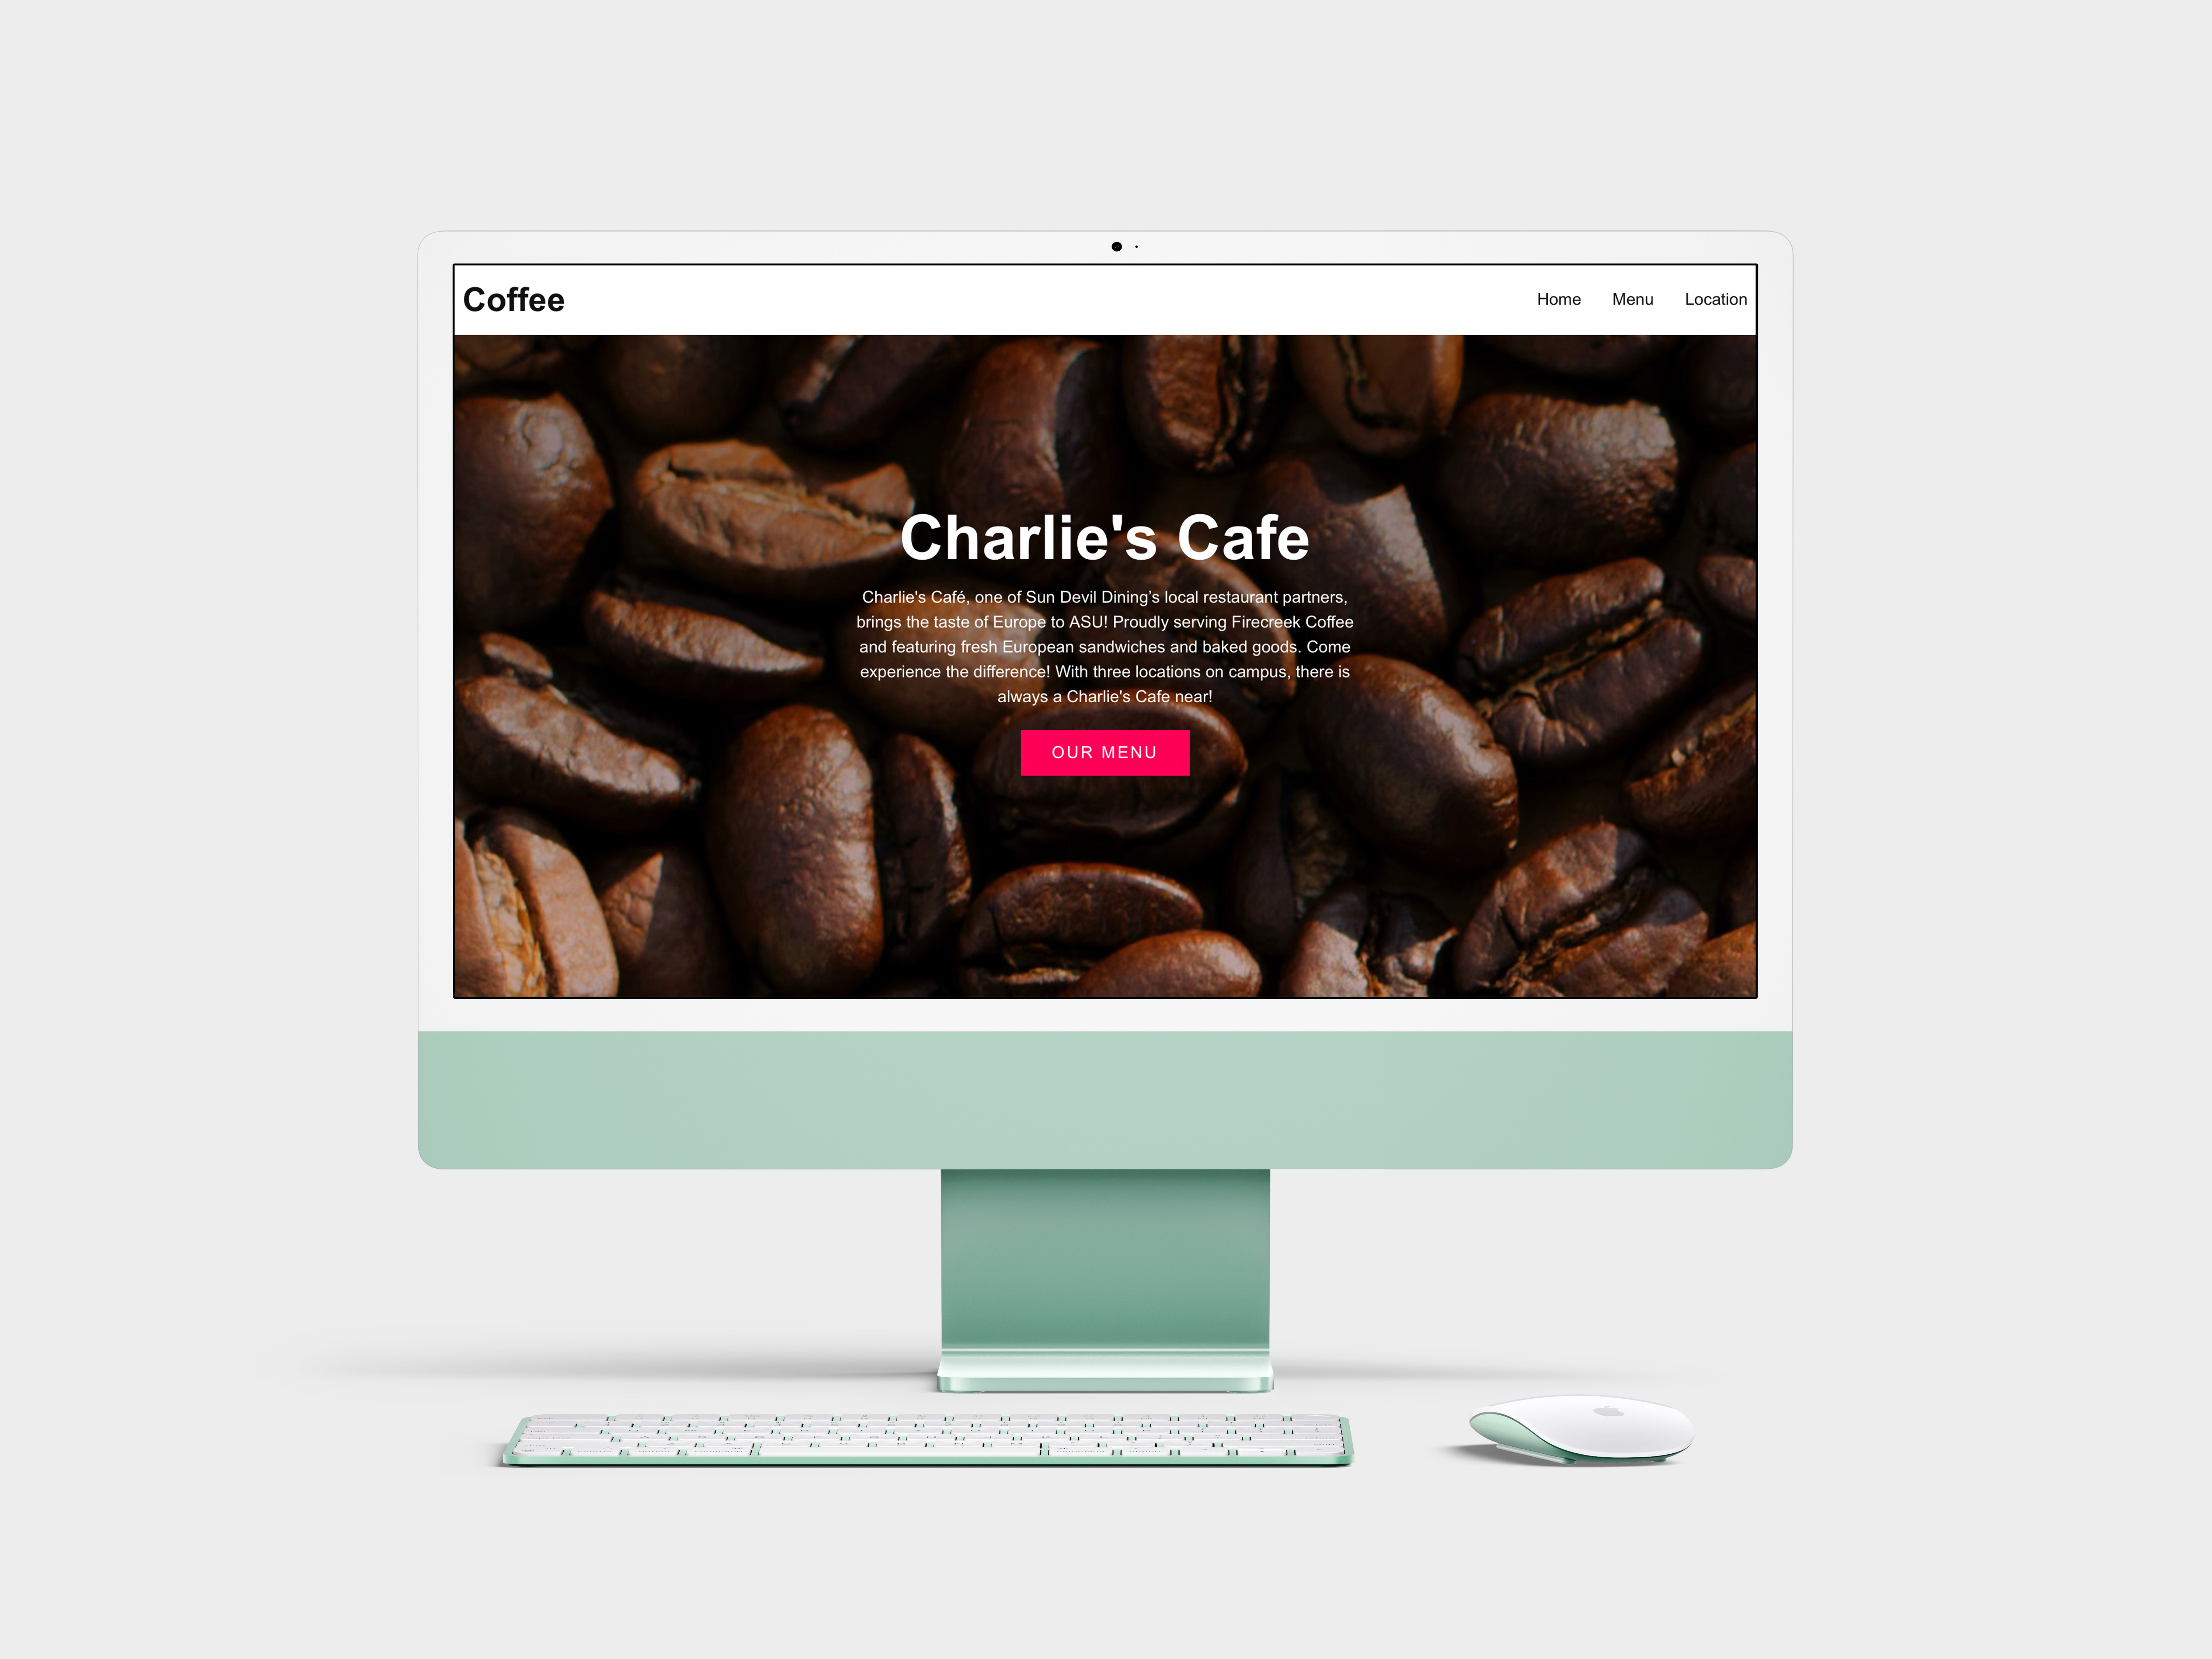 Coffee
Home Menu Location
Charlie's Cafe
Charlie's Café, one of Sun Devil Dining’s local restaurant partners,
brings the taste of Europe to ASU! Proudly serving Firecreek Coffee
and featuring fresh European sandwiches and baked goods. Come
experience the difference! With three locations on campus, there is
always a Charlie's Cafe near!
OUR MENU